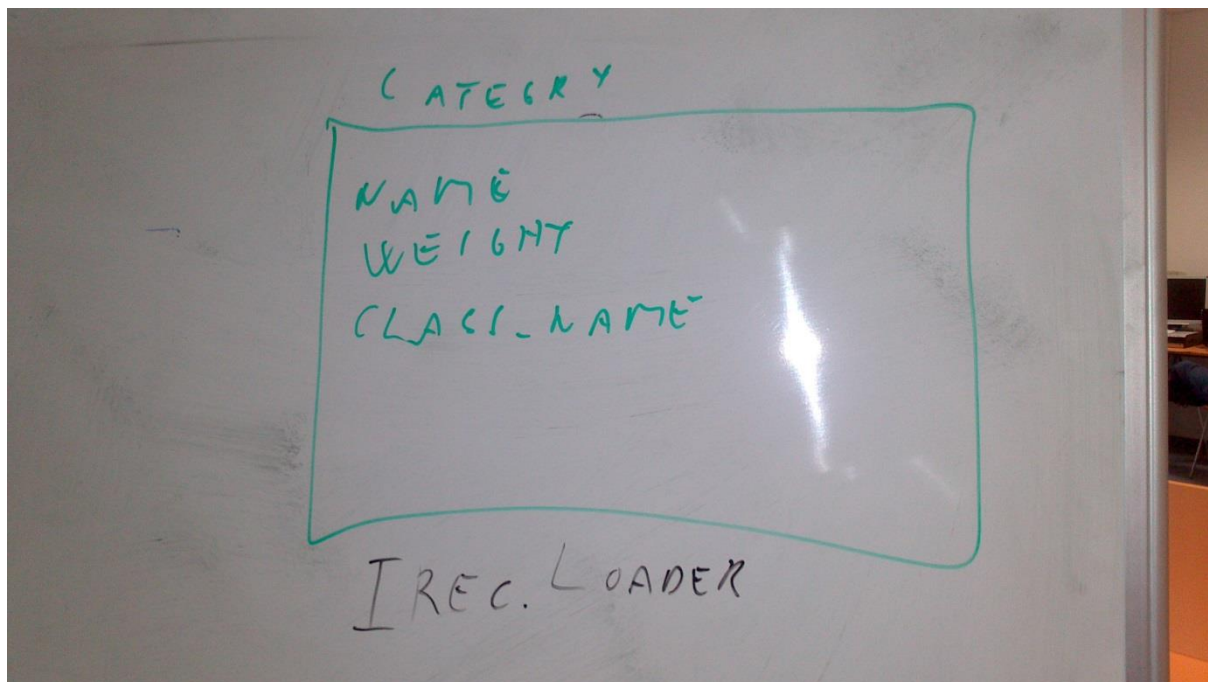 CATEGRY
NAME
WEIGHT
CLASS_NAME
IREC. LOADER